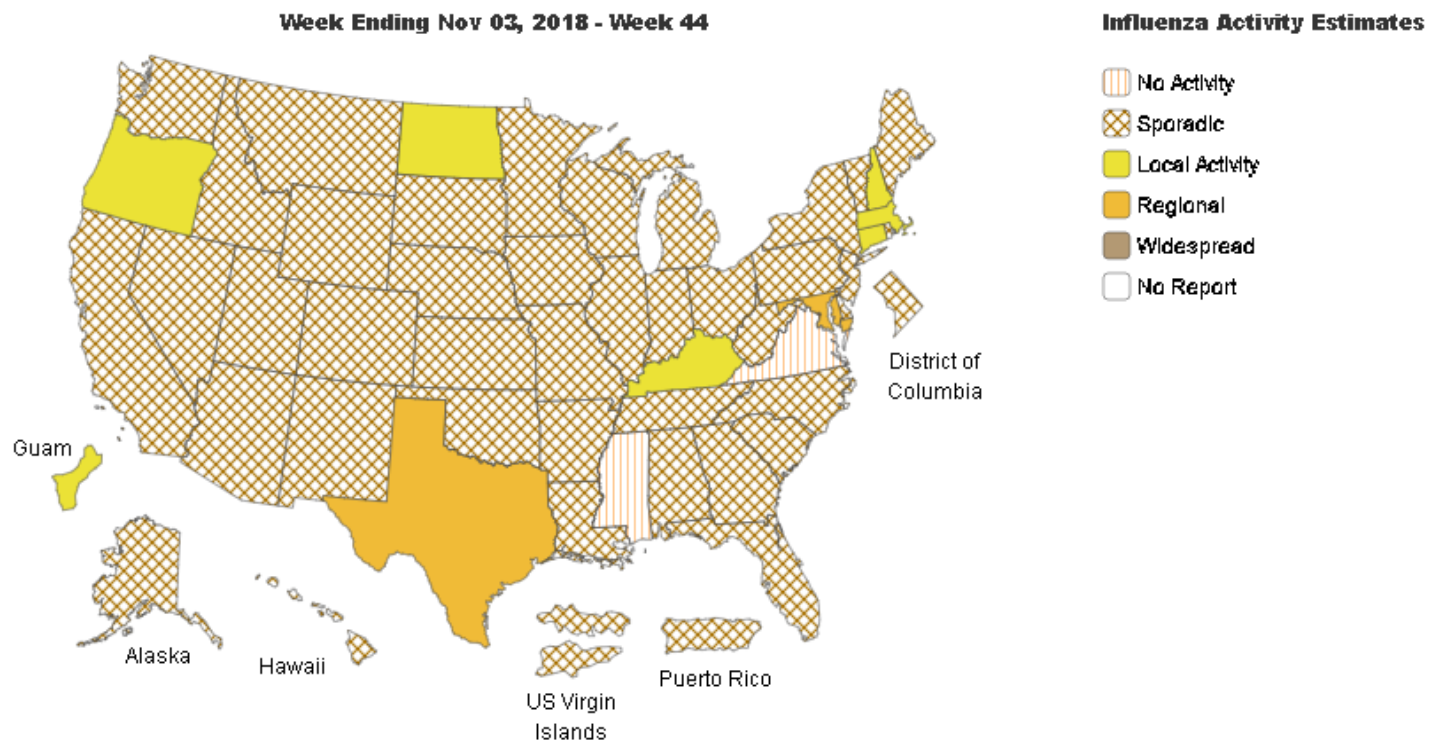 Week Ending Nov 03, 2018 - Week 44
Influenza Activity Estimates
No Activity
Sporadic
Local Activity
Regional
Widespread
No Report
District of
Columbia
Guam
Alaska
Hawaii
US Virgin
Islands
Puerto Rico